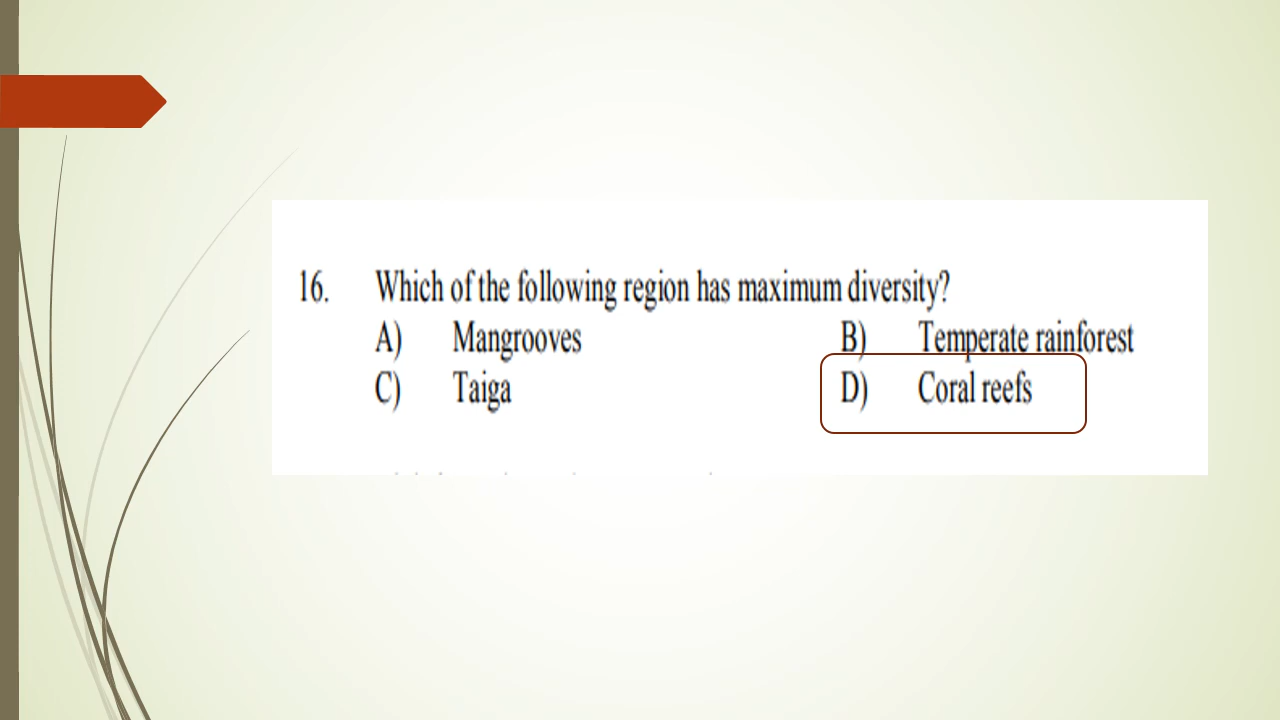 16. Which of the following region has maximum diversity?
A) Mangrooves B) Temperate rainforest
C) Taiga D) Coral reefs